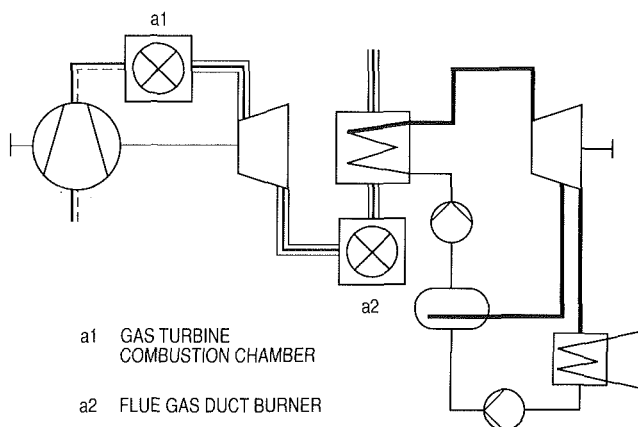 a1
a2
a1 GAS TURBINE
COMBUSTION CHAMBER
a2 FLUE GAS DUCT BURNER